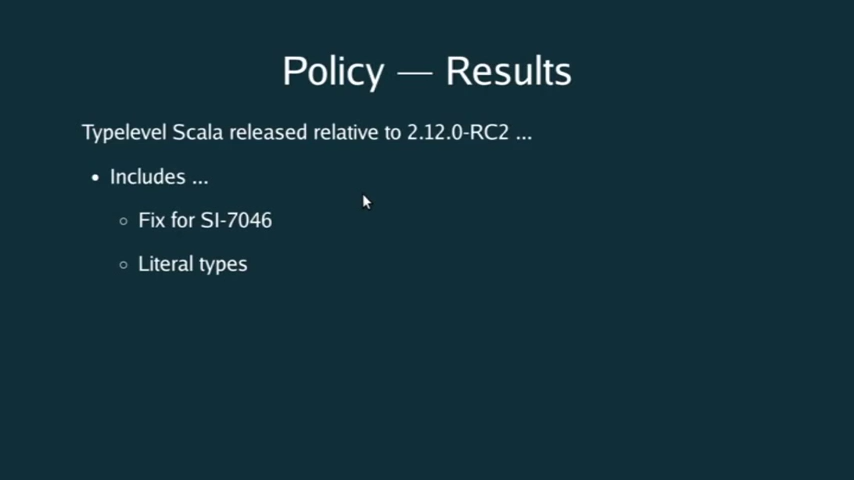 Policy — Results
Typelevel Scala released relative to 2.12.0-RC2 ...
• Includes ...
○ Fix for SI-7046
○ Literal types